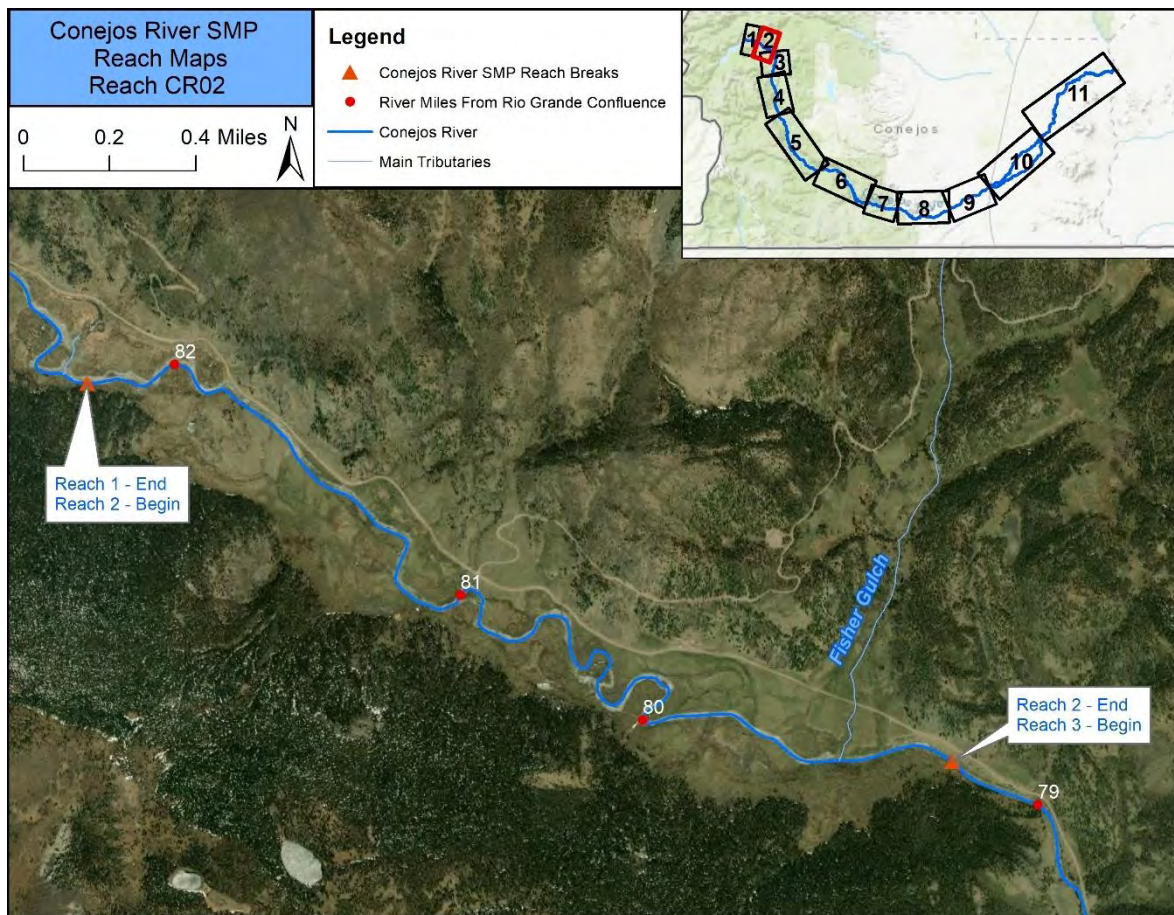 Conejos River SMP
Reach Maps
Reach CR02
0 0.2 0.4 Miles
N
Legend
Conejos River SMP Reach Breaks
River Miles From Rio Grande Confluence
Conejos River
Main Tributaries
1
2
3
4
5
6
7
8
9
10
11
Conejos
82
Reach 1 - End
Reach 2 - Begin
81
Fisher Gulch
80
Reach 2 - End
Reach 3 - Begin
79